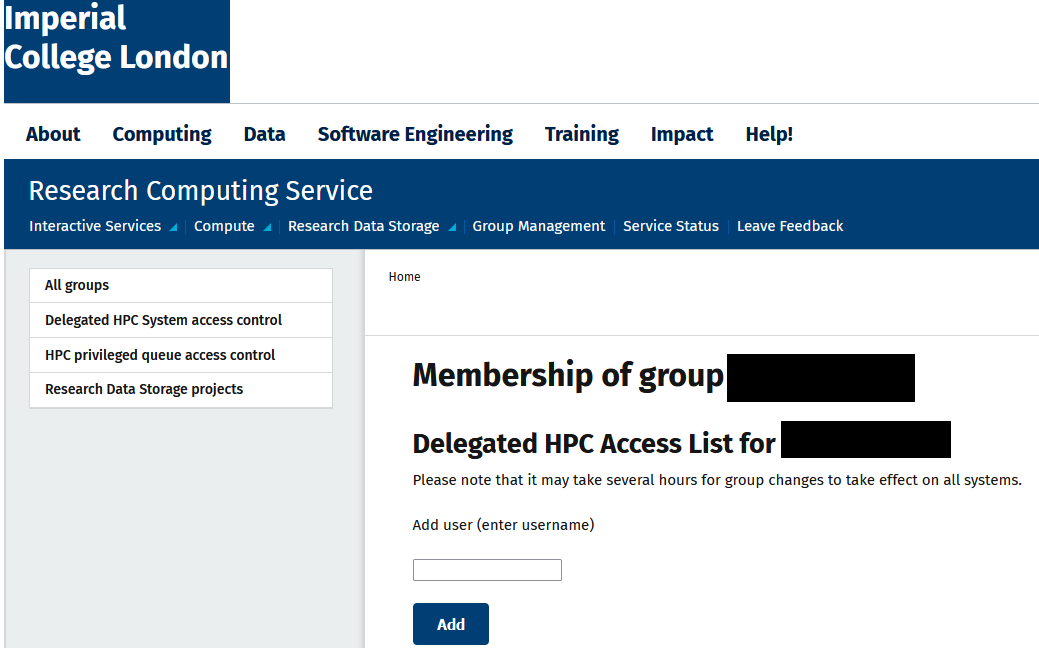 Imperial
College London
About Computing Data Software Engineering Training Impact Help!
Research Computing Service
Interactive Services Compute Research Data Storage Group Management Service Status Leave Feedback
All groups
Delegated HPC System access control
HPC privileged queue access control
Research Data Storage projects
Home
Membership of group
Delegated HPC Access List for
Please note that it may take several hours for group changes to take effect on all systems.
Add user (enter username)
Add